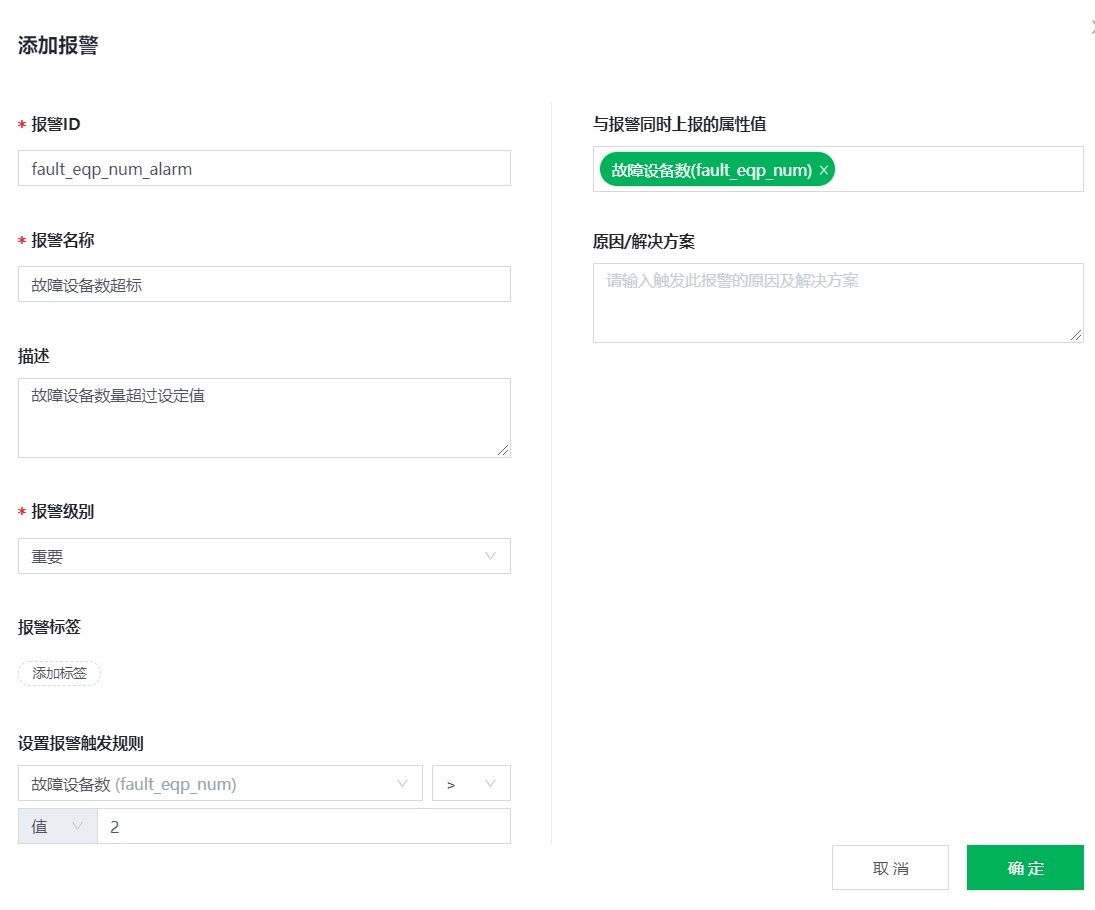 添加报警
* 报警ID
fault_eqp_num_alarm
* 报警名称
故障设备数超标
描述
故障设备数量超过设定值
* 报警级别
重要
报警标签
添加标签
设置报警触发规则
故障设备数 (fault_eqp_num) >
值 2
与报警同时上报的属性值
故障设备数(fault_eqp_num) ×
原因/解决方案
请输入触发此报警的原因及解决方案
取消 确定